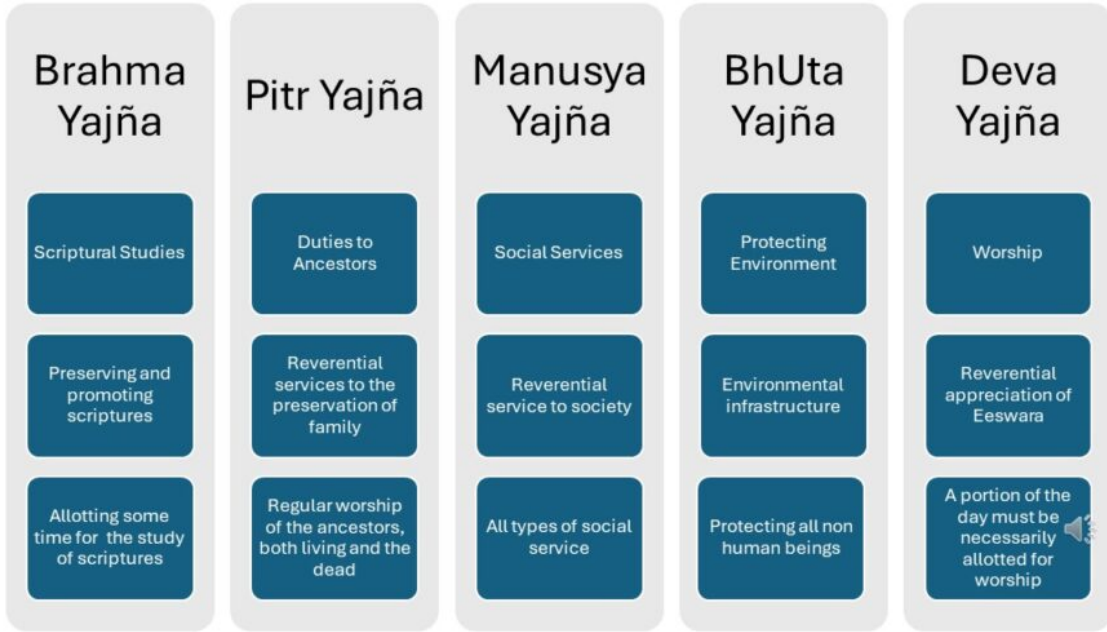 Brahma
Yajña
Scriptural Studies
Preserving and
promoting
scriptures
Allotting some
time for the study
of scriptures
Pitr Yajña
Duties to
Ancestors
Reverential
services to the
preservation of
family
Regular worship
of the ancestors,
both living and the
dead
Manusya
Yajña
Social Services
Reverential
service to society
All types of social
service
BhUta
Yajña
Protecting
Environment
Environmental
infrastructure
Protecting all non
human beings
Deva
Yajña
Worship
Reverential
appreciation of
Eeswara
A portion of the
day must be
necessarily
allotted for
worship